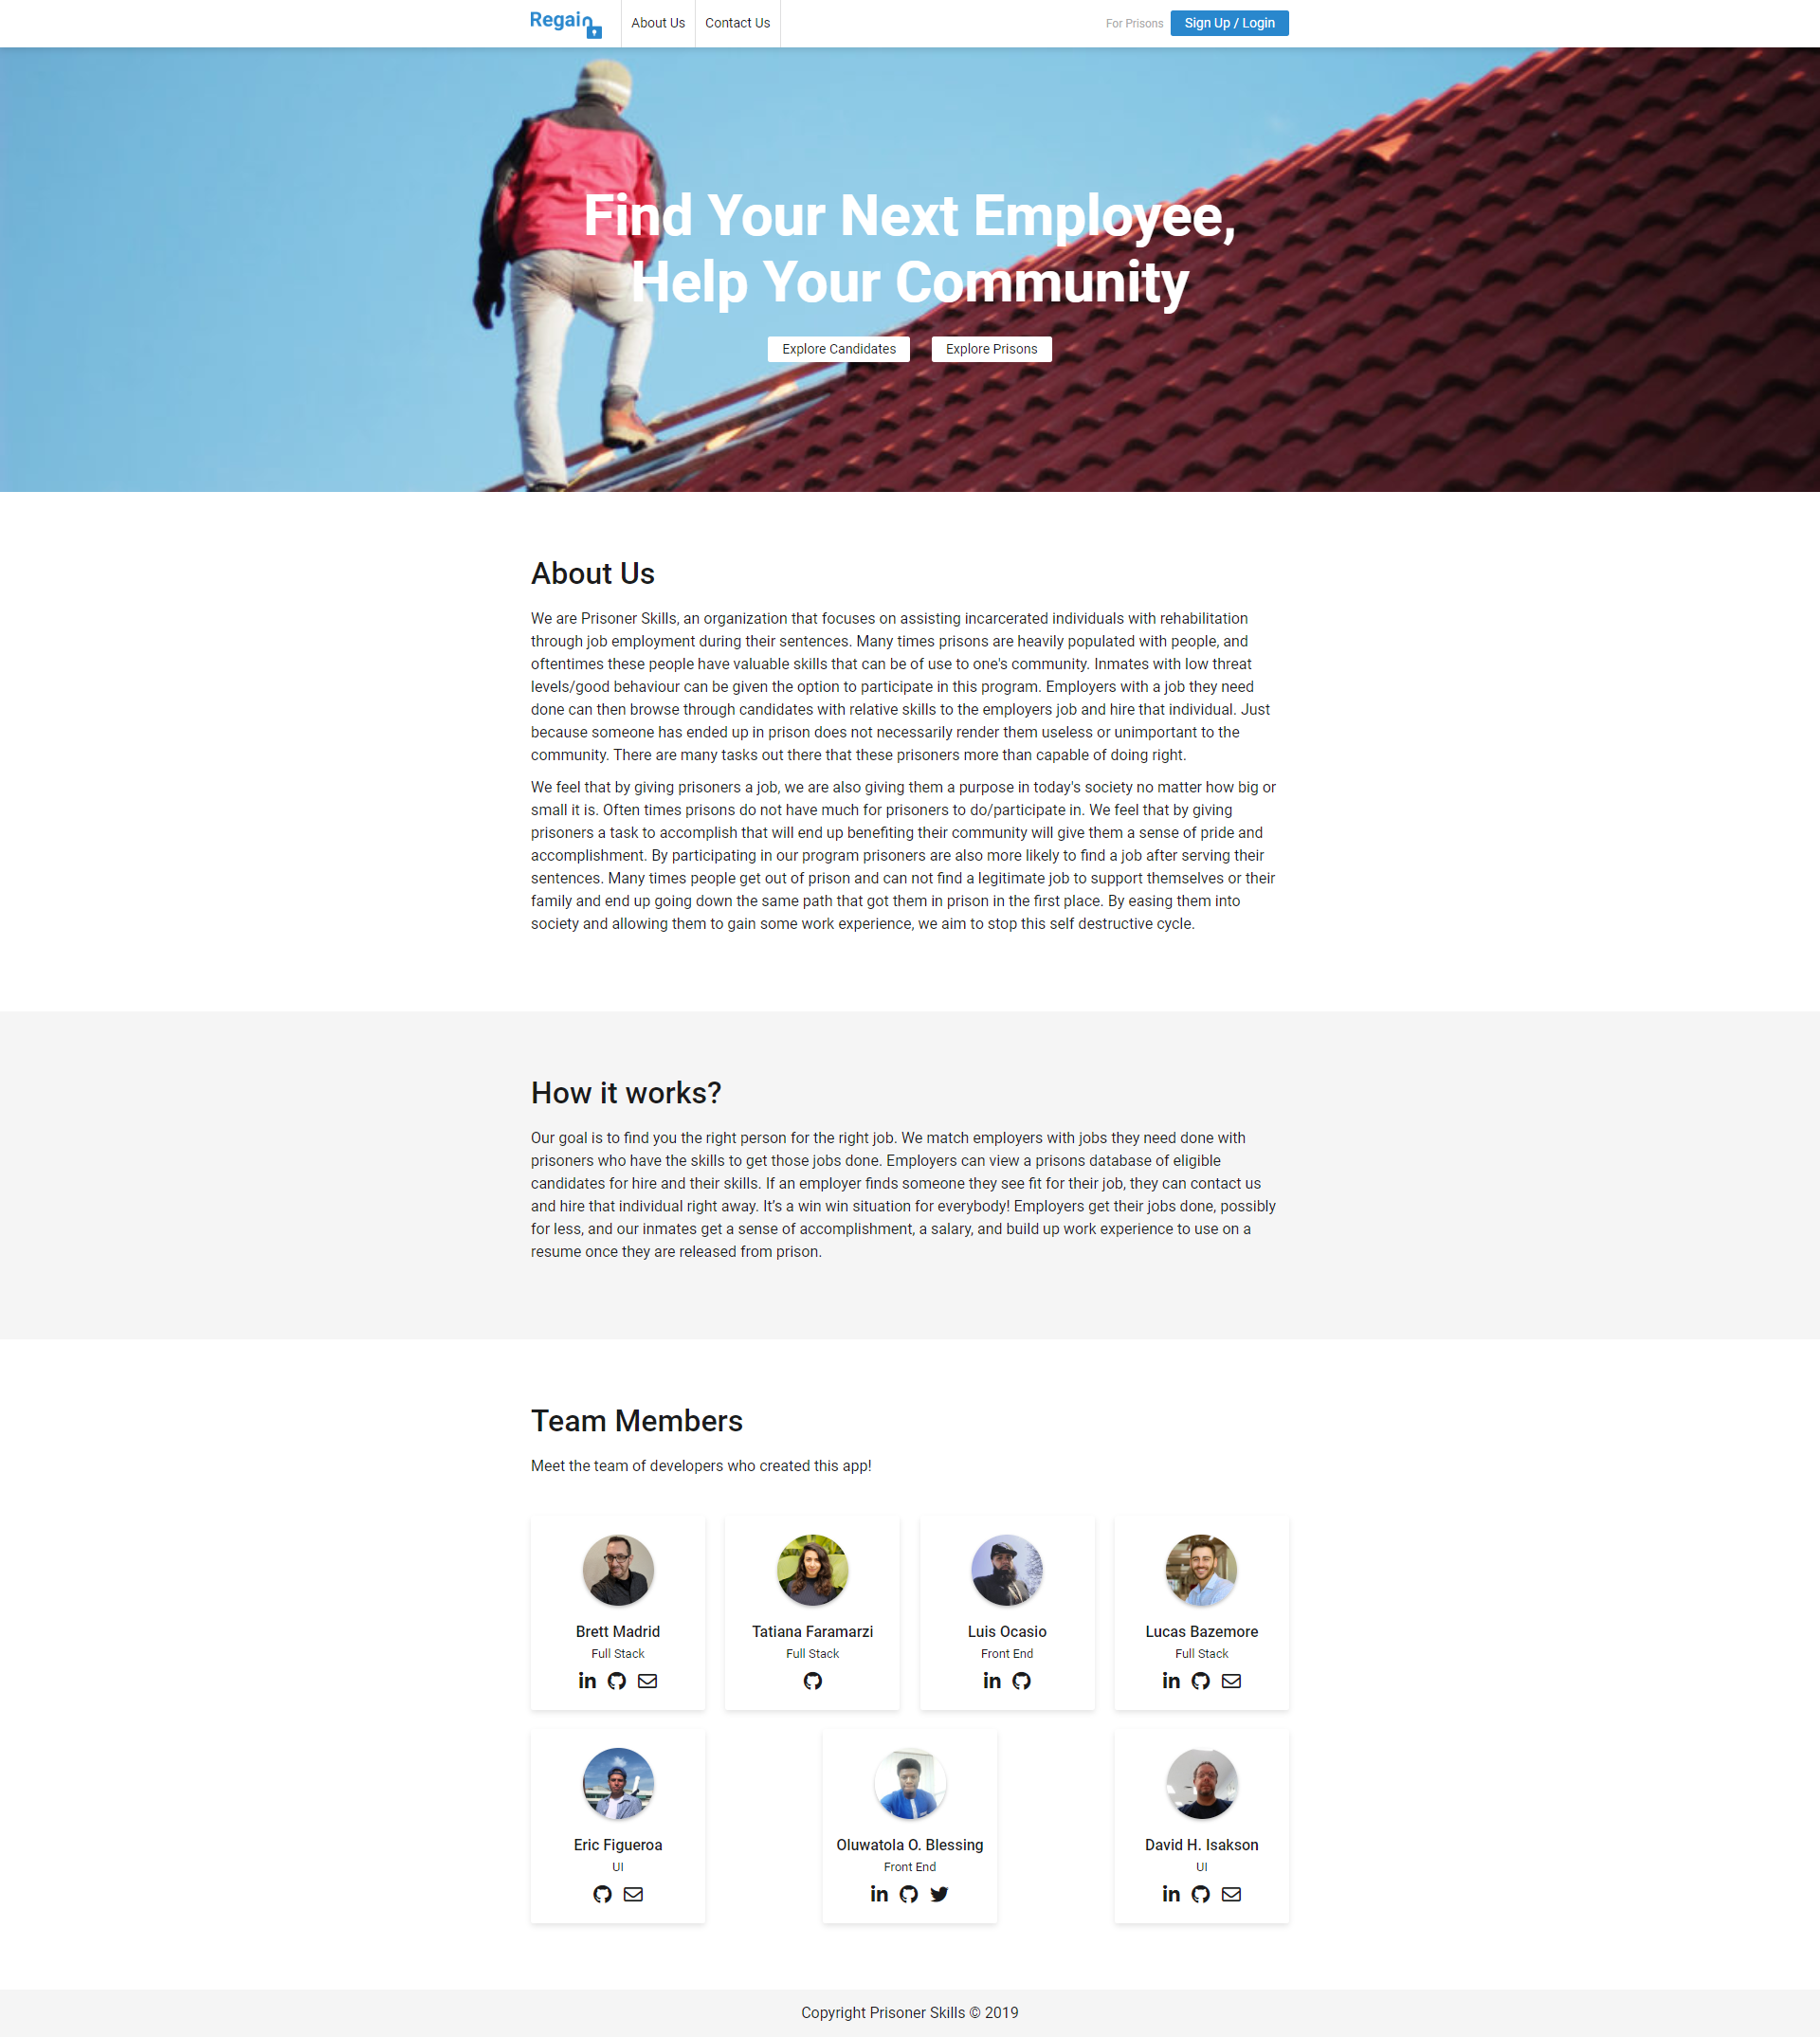 Regain
About Us
Contact Us
For Prisons
Sign Up / Login
Find Your Next Employee,
Help Your Community
Explore Candidates
Explore Prisons
About Us
We are Prisoner Skills, an organization that focuses on assisting incarcerated individuals with rehabilitation
through job employment during their sentences. Many times prisons are heavily populated with people, and
oftentimes these people have valuable skills that can be of use to one's community. Inmates with low threat
levels/good behaviour can be given the option to participate in this program. Employers with a job they need
done can then browse through candidates with relative skills to the employers job and hire that individual. Just
because someone has ended up in prison does not necessarily render them useless or unimportant to the
community. There are many tasks out there that these prisoners more than capable of doing right.
We feel that by giving prisoners a job, we are also giving them a purpose in today's society no matter how big or
small it is. Often times prisons do not have much for prisoners to do/participate in. We feel that by giving
prisoners a task to accomplish that will end up benefiting their community will give them a sense of pride and
accomplishment. By participating in our program prisoners are also more likely to find a job after serving their
sentences. Many times people get out of prison and can not find a legitimate job to support themselves or their
family and end up going down the same path that got them in prison in the first place. By easing them into
society and allowing them to gain some work experience, we aim to stop this self destructive cycle.
How it works?
Our goal is to find you the right person for the right job. We match employers with jobs they need done with
prisoners who have the skills to get those jobs done. Employers can view a prisons database of eligible
candidates for hire and their skills. If an employer finds someone they see fit for their job, they can contact us
and hire that individual right away. It's a win win situation for everybody! Employers get their jobs done, possibly
for less, and our inmates get a sense of accomplishment, a salary, and build up work experience to use on a
resume once they are released from prison.
Team Members
Meet the team of developers who created this app!
Brett Madrid
Full Stack
Tatiana Faramarzi
Full Stack
Luis Ocasio
Front End
Lucas Bazemore
Full Stack
Eric Figueroa
UI
Oluwatola O. Blessing
Front End
David H. Isakson
UI
Copyright Prisoner Skills © 2019